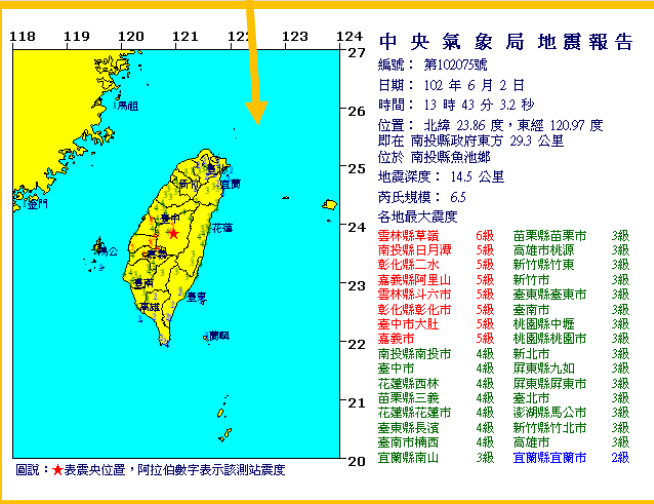 118 119 120 121 122 123 124
中央氣象局地震報告
編號： 第102075號
日期： 102 年 6 月 2 日
時間： 13 時 43 分 3.2 秒
位置： 北緯 23.86 度，東經 120.97 度
即在 南投縣政府東方 29.3 公里
位於 南投縣魚池鄉
地震深度： 14.5 公里
芮氏規模： 6.5
各地最大震度
雲林縣草嶺 6級 苗栗縣苗栗市 3級
南投縣日月潭 5級 高雄市桃源 3級
彰化縣二水 5級 新竹縣竹東 3級
嘉義縣阿里山 5級 新竹市 3級
雲林縣斗六市 5級 臺東縣臺東市 3級
彰化縣彰化市 5級 臺南市 3級
臺中市大肚 5級 桃園縣中壢 3級
嘉義市 5級 桃園縣桃園市 3級
南投縣南投市 4級 新北市 3級
臺中市 4級 屏東縣九如 3級
花蓮縣西林 4級 屏東縣屏東市 3級
苗栗縣三義 4級 臺北市 3級
花蓮縣花蓮市 4級 澎湖縣馬公市 3級
臺東縣長濱 4級 新竹縣竹北市 3級
臺南市楠西 4級 高雄市 3級
宜蘭縣南山 3級 宜蘭縣宜蘭市 2級
27
26
25
24
23
22
21
20
馬祖
金門
宜蘭
臺中
花蓮
馬公
嘉義
臺南
臺東
高雄
蘭嶼
圖說：★表震央位置，阿拉伯數字表示該測站震度